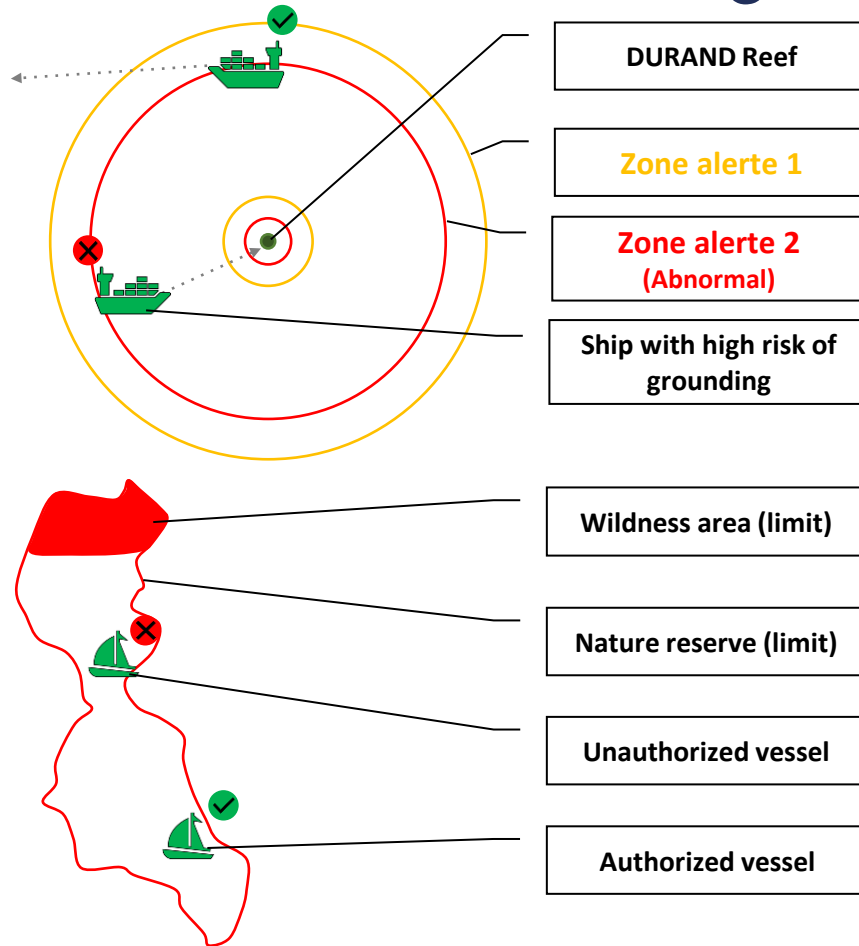 DURAND Reef
Zone alerte 1
Zone alerte 2
(Abnormal)
Ship with high risk of
grounding
Wildness area (limit)
Nature reserve (limit)
Unauthorized vessel
Authorized vessel